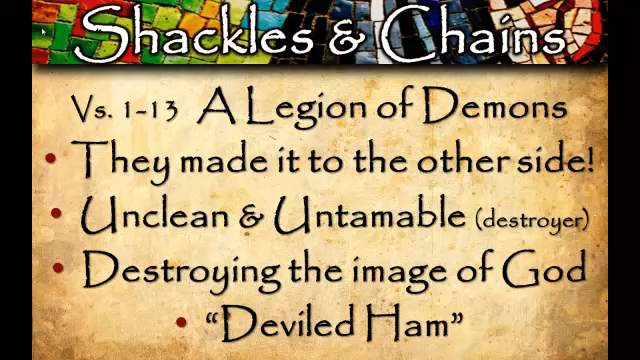 Shackles & Chains
Vs. 1-13 A Legion of Demons
• They made it to the other side!
• Unclean & Untamable (destroyer)
• Destroying the image of God
• “Deviled Ham”